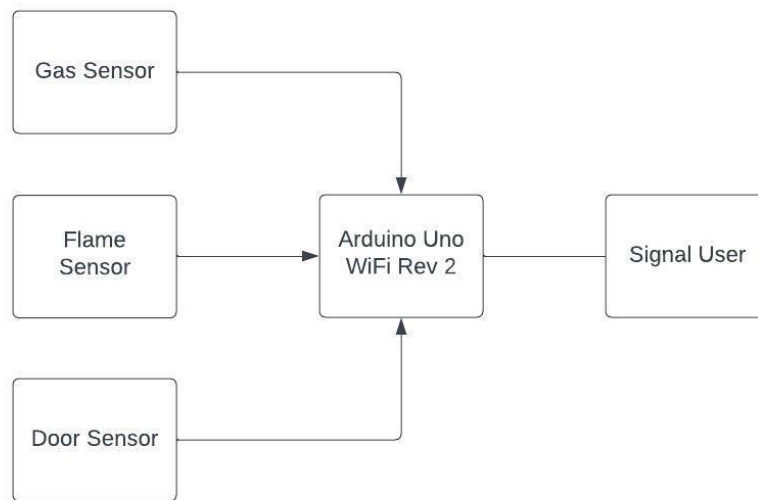 Gas Sensor
Flame
Sensor
Arduino Uno
WiFi Rev 2
Signal User
Door Sensor